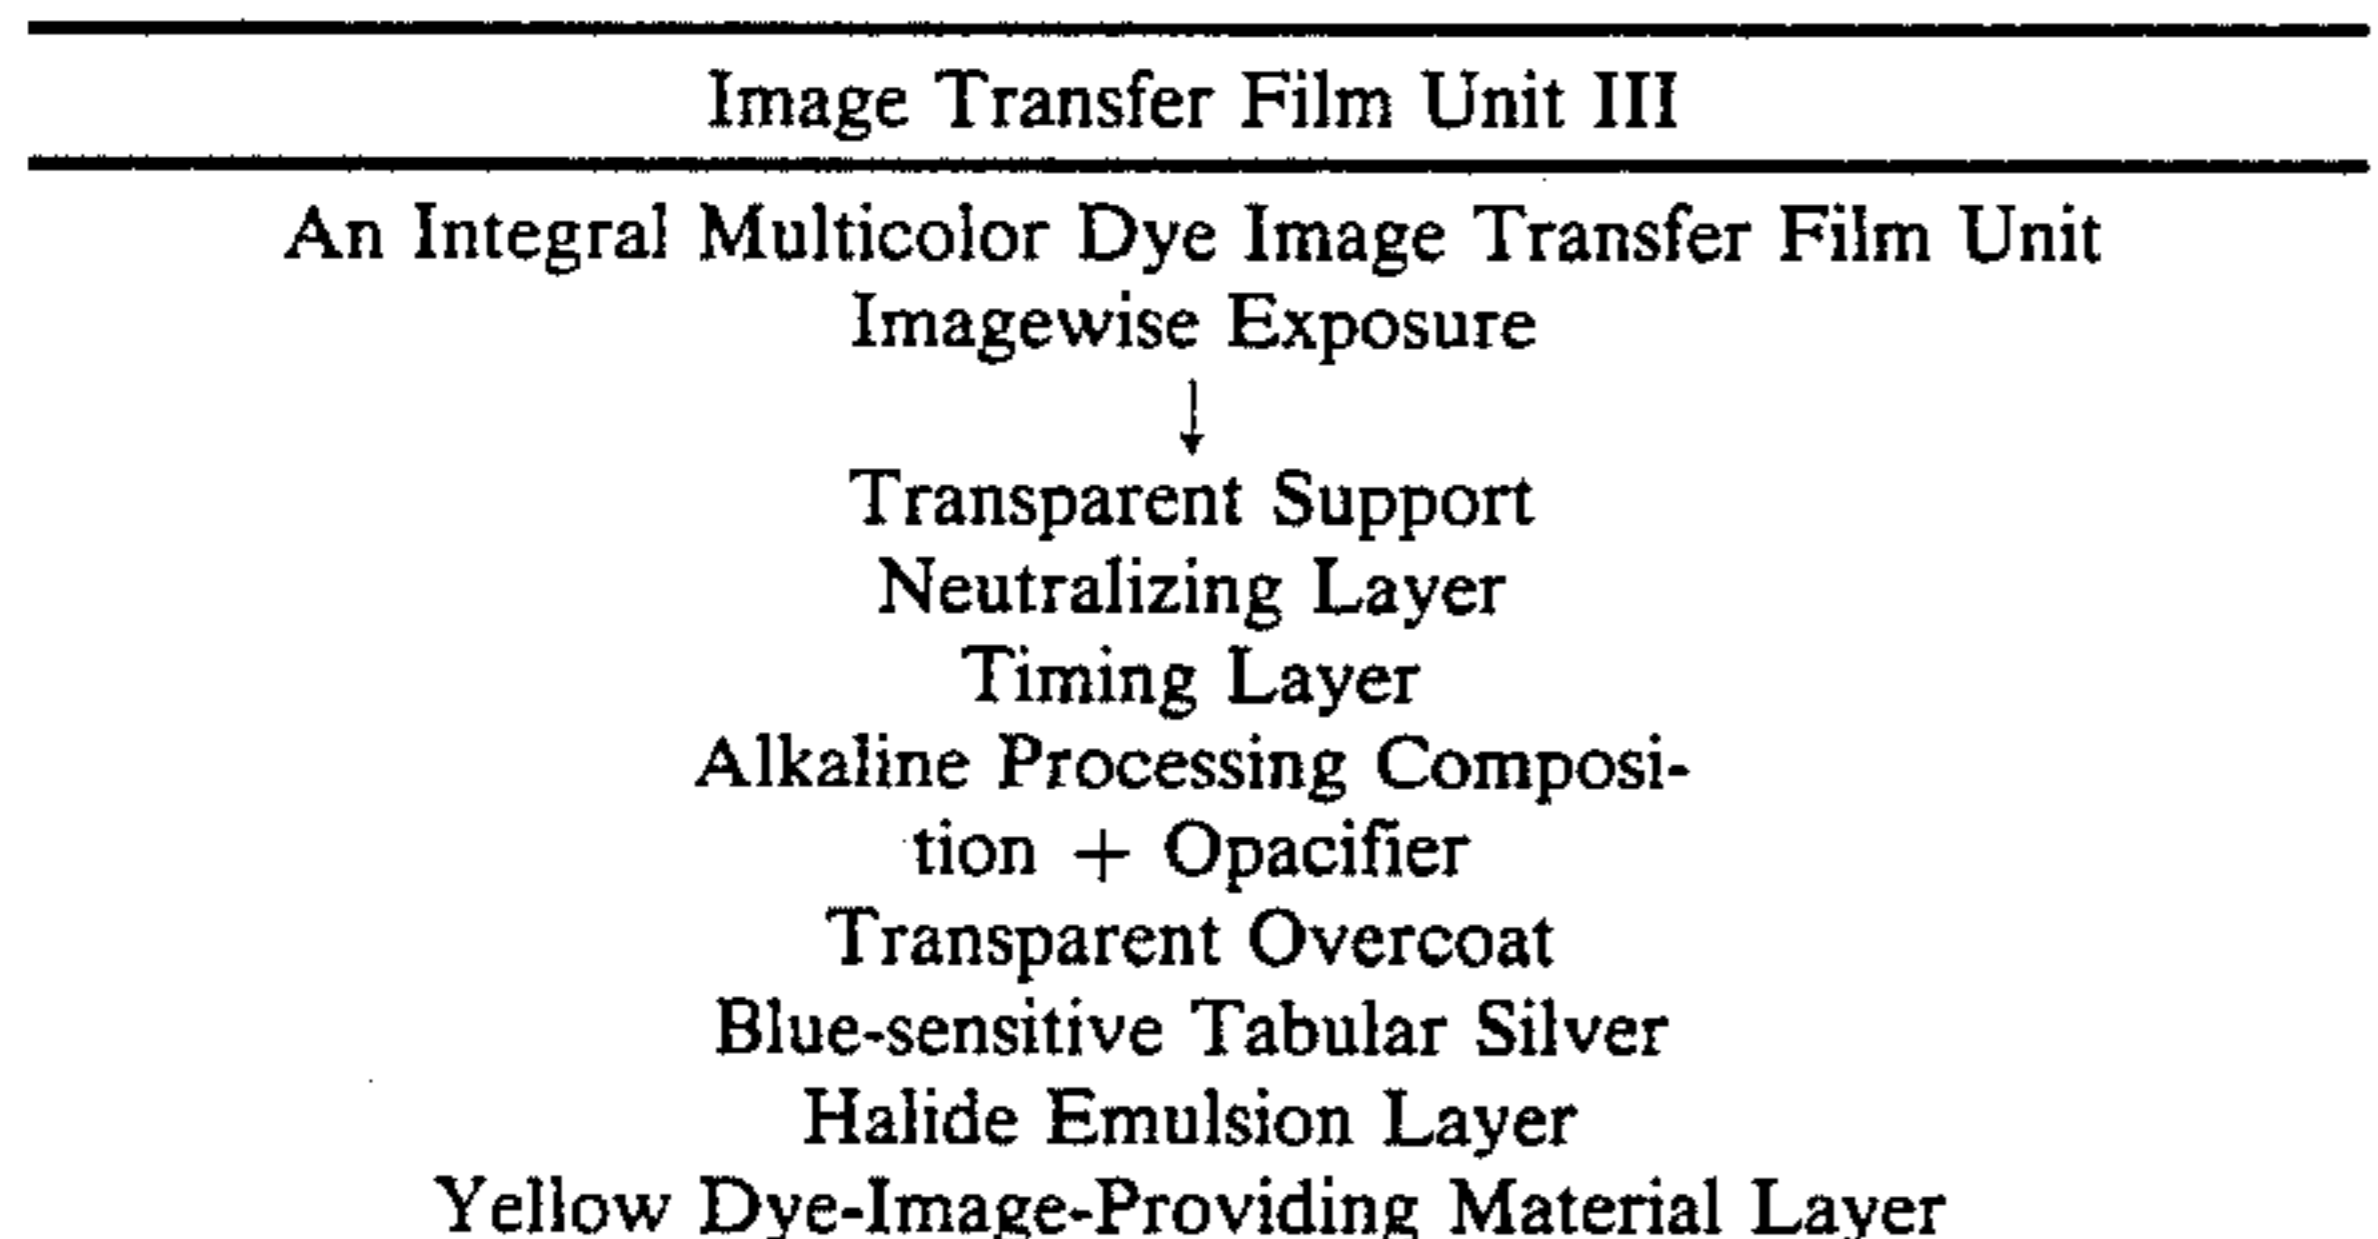 Image Transfer Film Unit III
An Integral Multicolor Dye Image Transfer Film Unit
Imagewise Exposure
↓
Transparent Support
Neutralizing Layer
Timing Layer
Alkaline Processing Composi-
tion + Opacifier
Transparent Overcoat
Blue-sensitive Tabular Silver
Halide Emulsion Layer
Yellow Dye-Image-Providing Material Layer